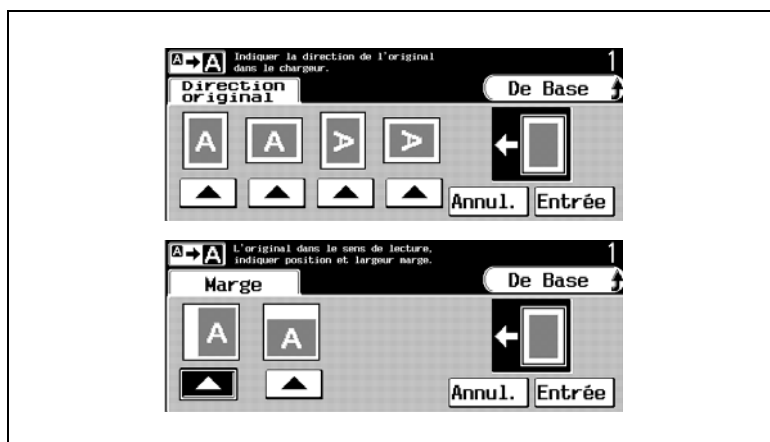 A→A Indiquer la direction de l'original 1
dans le chargeur.
Direction
original
De Base
A A A A
Annul. Entrée
A→A L'original dans le sens de lecture, 1
indiquer position et largeur marge.
Marge
De Base
A A
Annul. Entrée